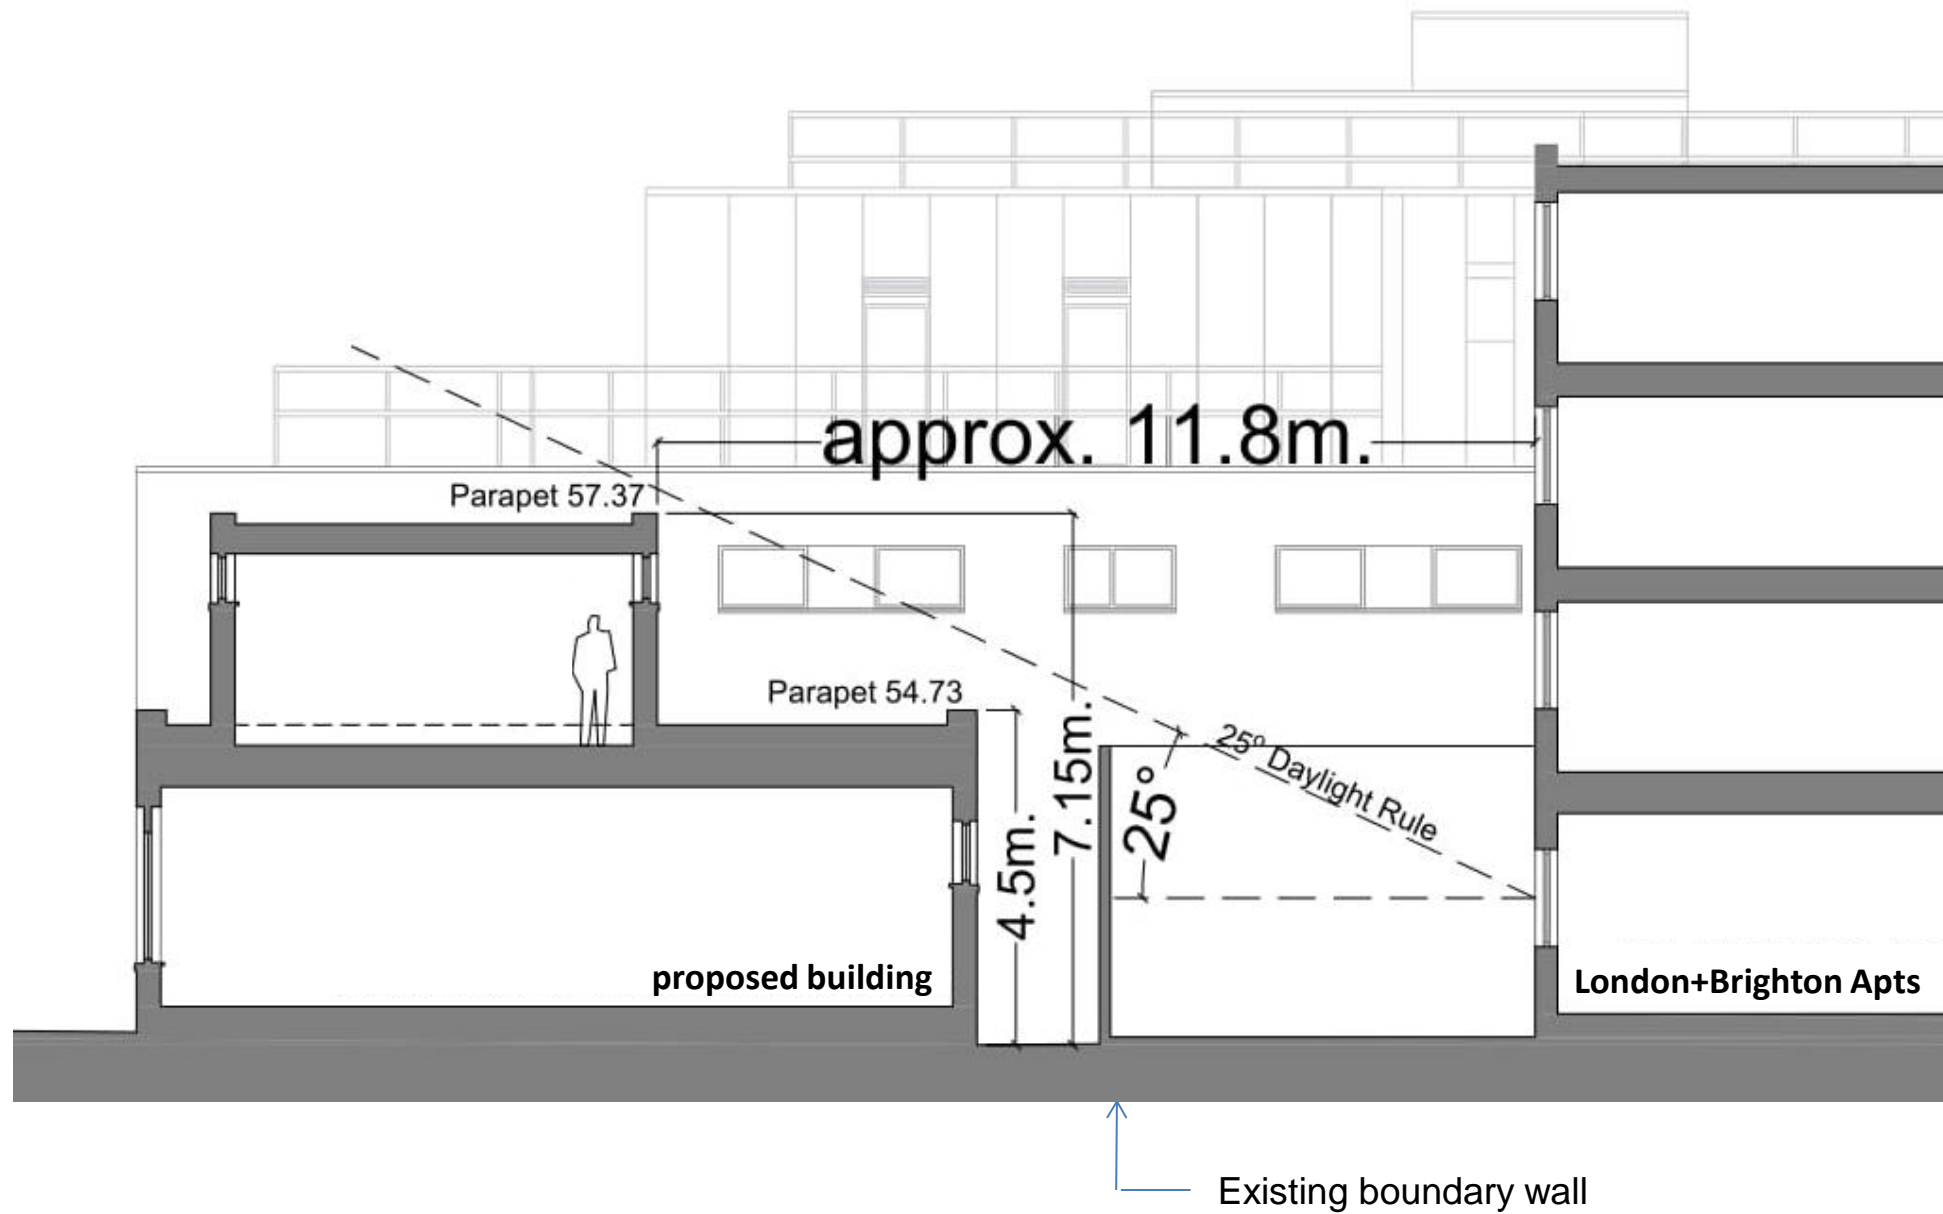 approx. 11.8m.
Parapet 57.37
Parapet 54.73
25º Daylight Rule
25°
7.15m.
4.5m.
proposed building
London+Brighton Apts
Existing boundary wall